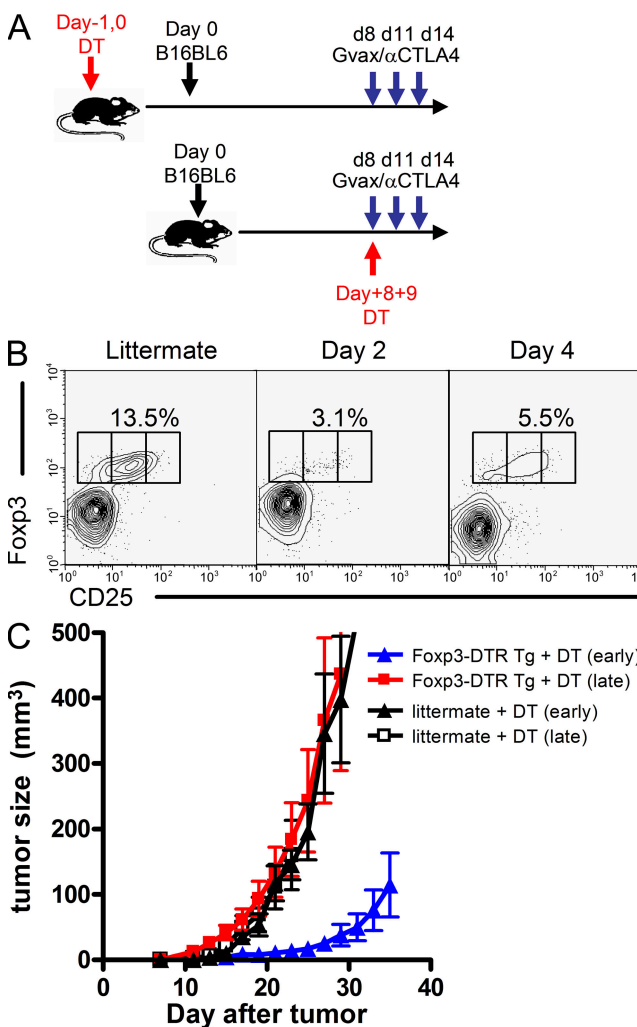 A
Day-1,0
DT
Day 0
B16BL6
d8 d11 d14
Gvax/αCTLA4
Day 0
B16BL6
d8 d11 d14
Gvax/αCTLA4
Day+8+9
DT
B
Littermate Day 2 Day 4
Foxp3
10⁴
10³
10² 
10¹
10⁰
13.5% 3.1% 5.5%
10⁰ 10¹ 10² 10³ 10⁰ 10¹ 10² 10³ 10⁰ 10¹ 10² 10³
CD25
C
tumor size (mm³)
500
400
300
200
100
0
0 10 20 30 40
Day after tumor
Foxp3-DTR Tg + DT (early)
Foxp3-DTR Tg + DT (late)
littermate + DT (early)
littermate + DT (late)